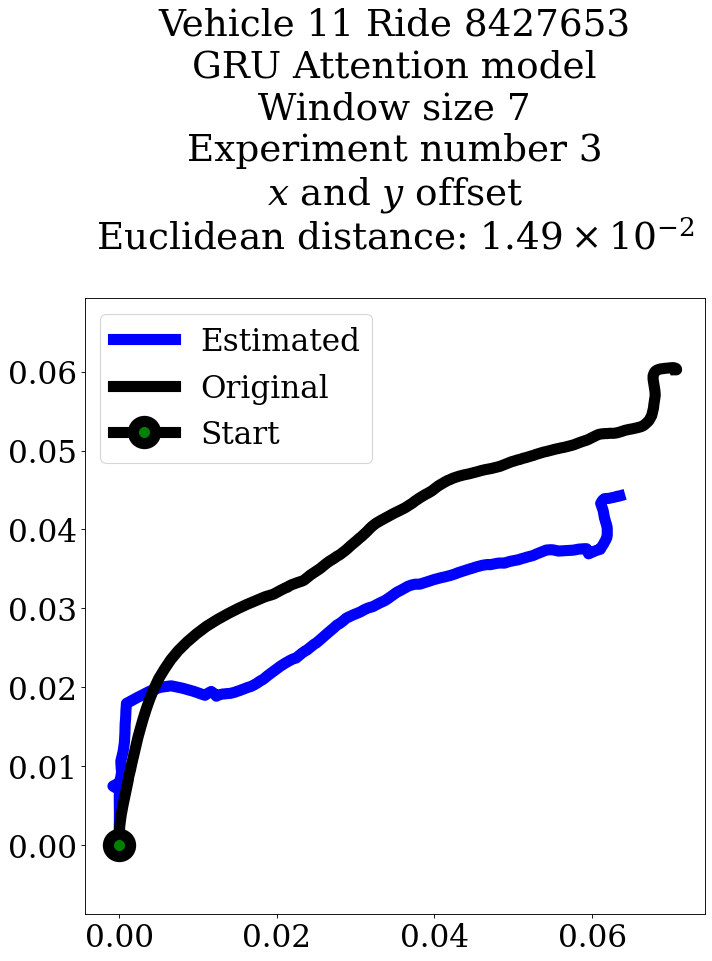 Vehicle 11 Ride 8427653
GRU Attention model
Window size 7
Experiment number 3
x and y offset
Euclidean distance: 1.49 × 10⁻²
Estimated
Original
Start
0.06
0.05
0.04
0.03
0.02
0.01
0.00
0.00 0.02 0.04 0.06